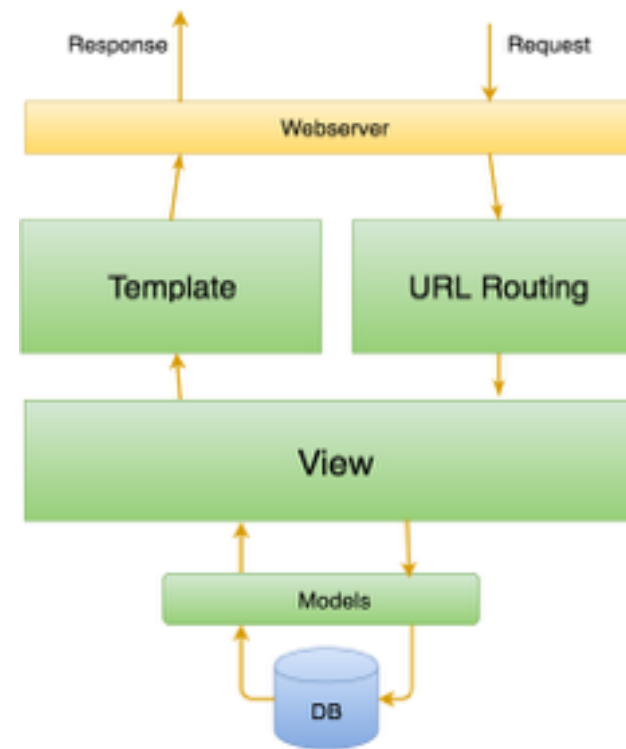 Response
Request
Webserver
Template
URL Routing
View
Models
DB